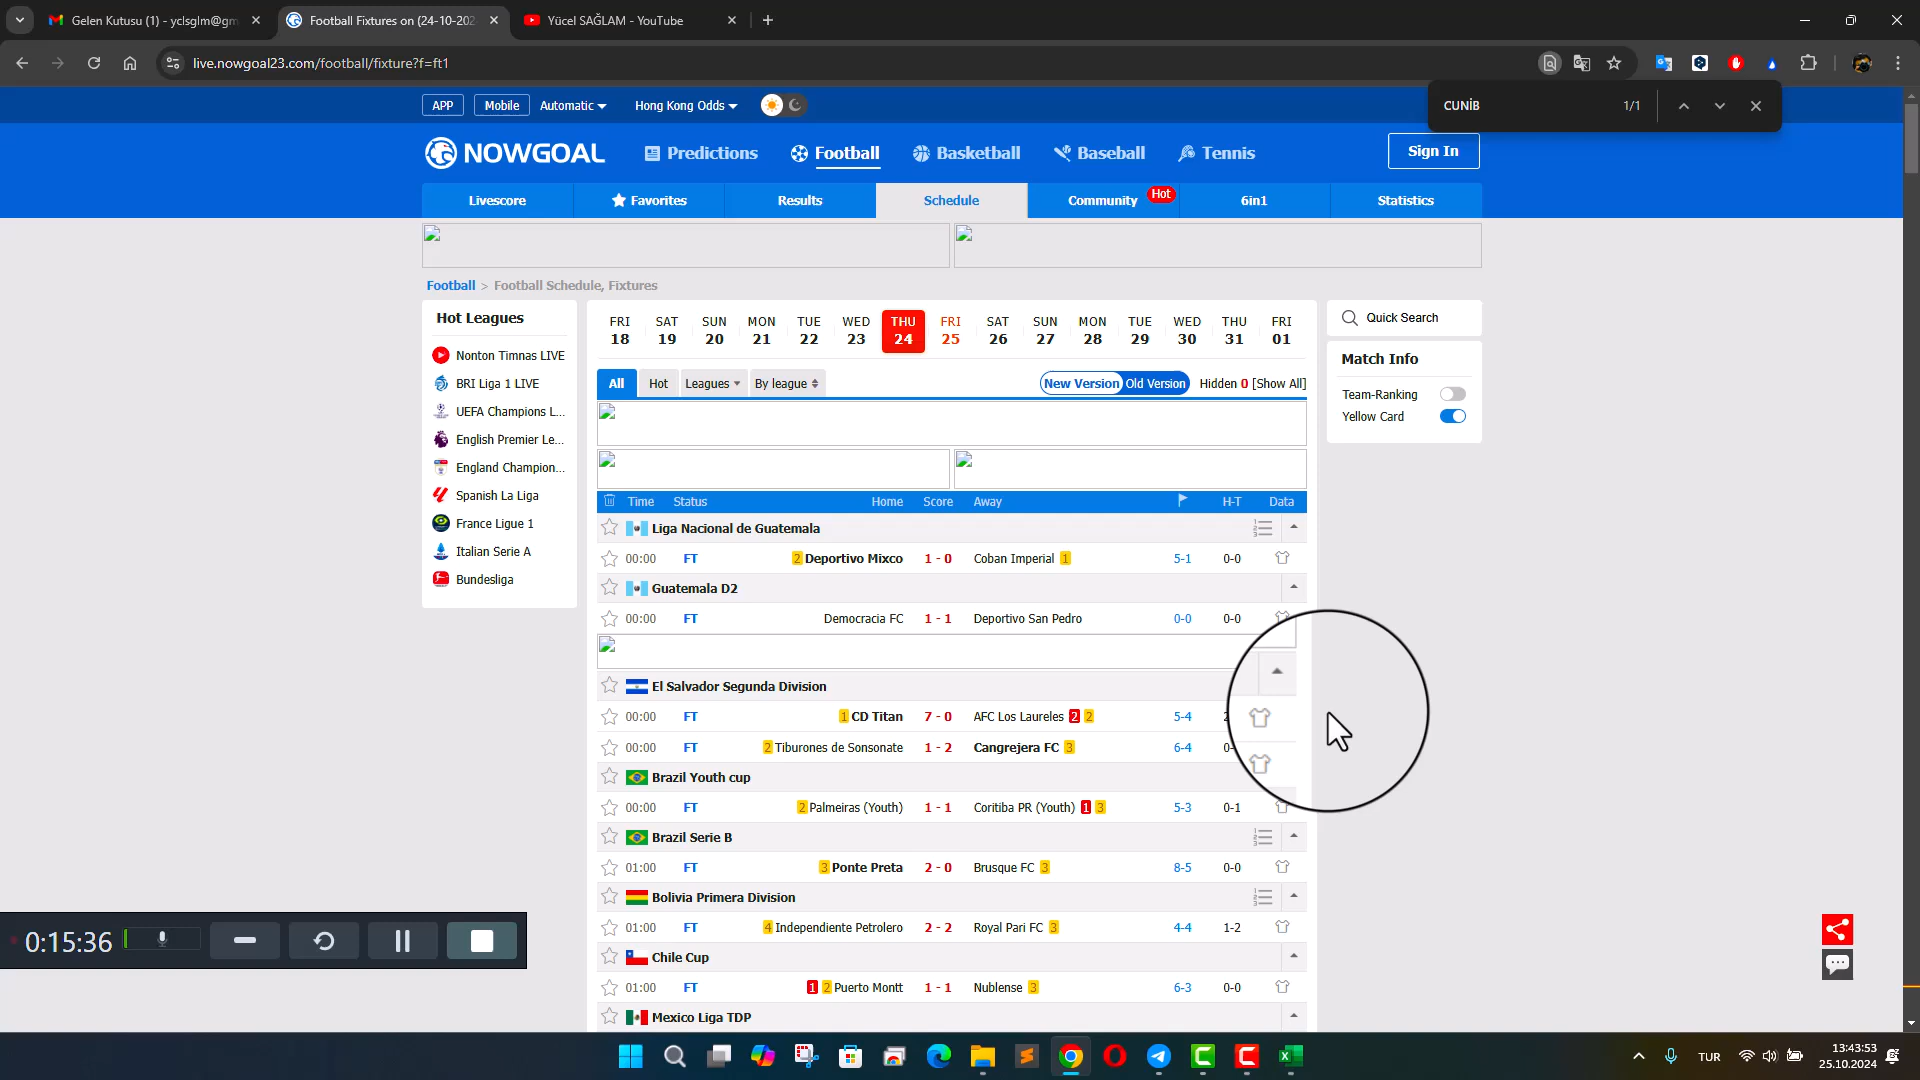 Gelen Kutusu (1) - yclsglm@gm
Football Fixtures on (24-10-202
Yücel SAĞLAM - YouTube
live.nowgoal23.com/football/fixture?f=ft1
CUNİB 1/1
APP Mobile Automatic Hong Kong Odds
NOWGOAL Predictions Football Basketball Baseball Tennis Sign In
Livescore Favorites Results Schedule Community Hot 6in1 Statistics
Football > Football Schedule, Fixtures
Hot Leagues
Nonton Timnas LIVE
BRI Liga 1 LIVE
UEFA Champions L...
English Premier Le...
England Champion...
Spanish La Liga
France Ligue 1
Italian Serie A
Bundesliga
FRI SAT SUN MON TUE WED THU FRI SAT SUN MON TUE WED THU FRI
18 19 20 21 22 23 24 25 26 27 28 29 30 31 01
All Hot Leagues By league New Version Old Version Hidden 0 [Show All]
Quick Search
Match Info
Team-Ranking
Yellow Card
Time Status Home Score Away H-T Data
Liga Nacional de Guatemala
00:00 FT 2 Deportivo Mixco 1 - 0 Coban Imperial 1 5-1 0-0
Guatemala D2
00:00 FT Democracia FC 1 - 1 Deportivo San Pedro 0-0 0-0
El Salvador Segunda Division
00:00 FT 1 CD Titan 7 - 0 AFC Los Laureles 2 2 5-4
00:00 FT 2 Tiburones de Sonsonate 1 - 2 Cangrejera FC 3 6-4
Brazil Youth cup
00:00 FT 2 Palmeiras (Youth) 1 - 1 Coritiba PR (Youth) 1 3 5-3 0-1
Brazil Serie B
01:00 FT 3 Ponte Preta 2 - 0 Brusque FC 3 8-5 0-0
Bolivia Primera Division
01:00 FT 4 Independiente Petrolero 2 - 2 Royal Pari FC 3 4-4 1-2
Chile Cup
01:00 FT 1 2 Puerto Montt 1 - 1 Nublense 3 6-3 0-0
Mexico Liga TDP
0:15:36
TUR
13:43:53
25.10.2024